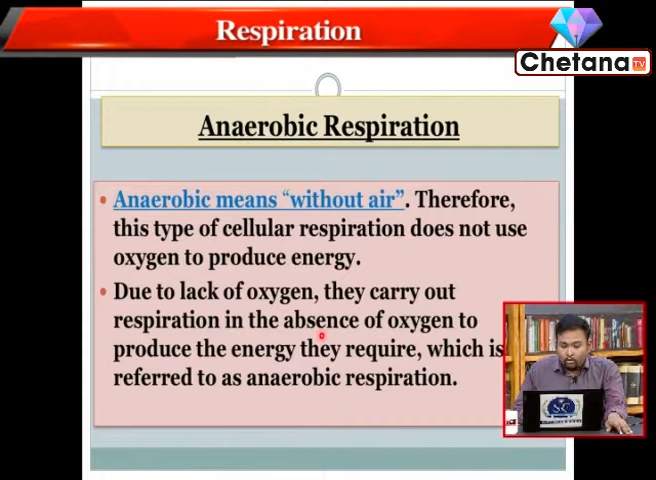 Respiration
Chetana TV
Anaerobic Respiration
• Anaerobic means “without air”. Therefore,
this type of cellular respiration does not use
oxygen to produce energy.
• Due to lack of oxygen, they carry out
respiration in the absence of oxygen to
produce the energy they require, which is
referred to as anaerobic respiration.